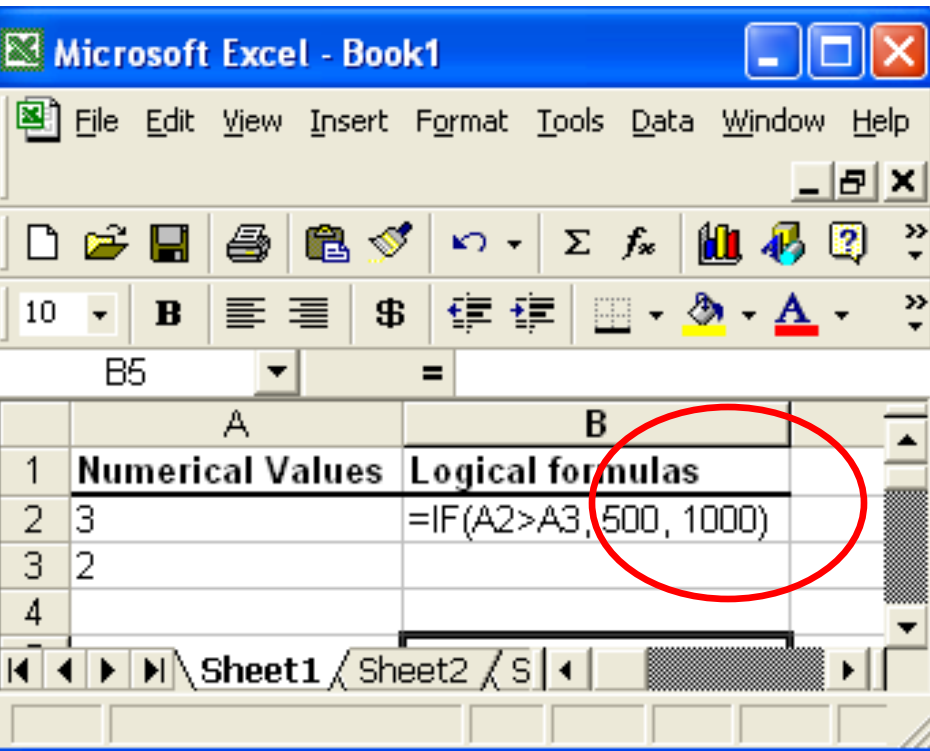 Microsoft Excel - Book1
File Edit View Insert Format Tools Data Window Help
Σ fx ?
10 B $ A
B5 =
A B
1 Numerical Values Logical formulas
2 3 =IF(A2>A3, 500, 1000)
3 2
4
Sheet1 Sheet2 S